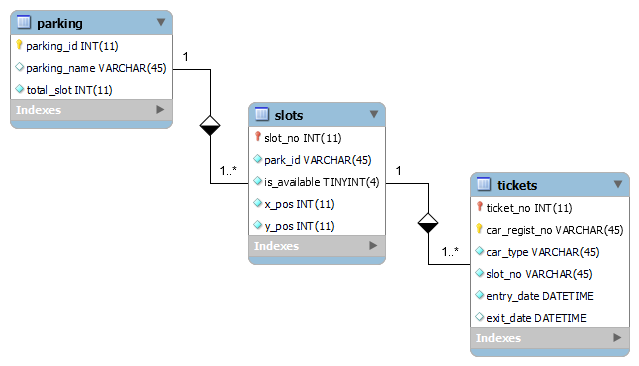 parking
parking_id INT(11)
parking_name VARCHAR(45)
total_slot INT(11)
Indexes
1
1..*
slots
slot_no INT(11)
park_id VARCHAR(45)
is_available TINYINT(4)
x_pos INT(11)
y_pos INT(11)
Indexes
1
1..*
tickets
ticket_no INT(11)
car_regist_no VARCHAR(45)
car_type VARCHAR(45)
slot_no VARCHAR(45)
entry_date DATETIME
exit_date DATETIME
Indexes